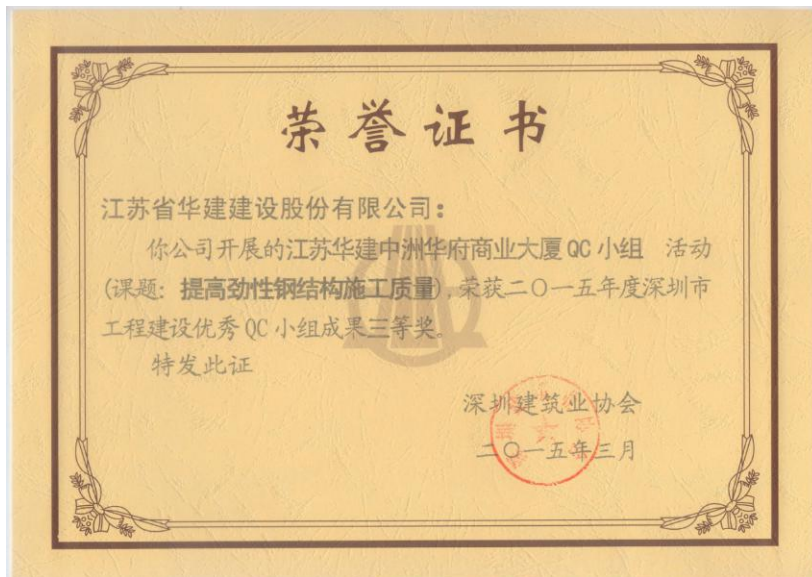 荣誉证书
江苏省华建建设股份有限公司：
你公司开展的江苏华建中洲华府商业大厦QC小组 活动
(课题：提高劲性钢结构施工质量)，荣获二〇一五年度深圳市
工程建设优秀QC小组成果三等奖。
特发此证
深圳建筑业协会
二〇一五年三月